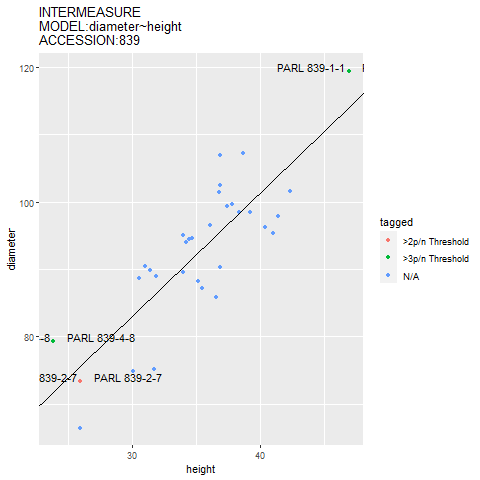 INTERMEASURE
MODEL:diameter~height
ACCESSION:839
120
PARL 839-1-1
100
tagged
>2p/n Threshold
>3p/n Threshold
N/A
diameter
80
-8
PARL 839-4-8
839-2-7
PARL 839-2-7
30
40
height